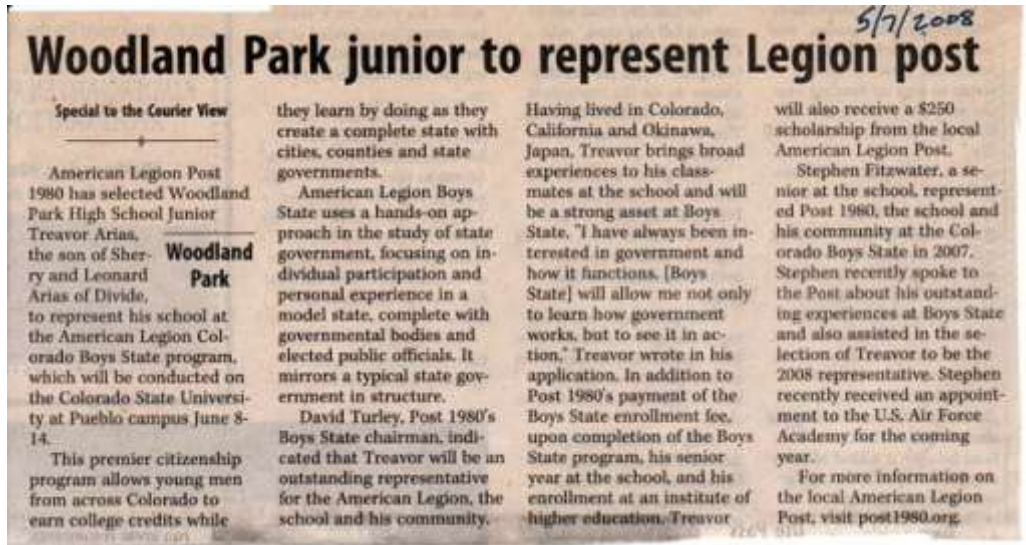 5/7/2008
Woodland Park junior to represent Legion post
Special to the Courier View
American Legion Post
1980 has selected Woodland
Park High School Junior
Treavor Arias,
the son of Sher-
ry and Leonard
Arias of Divide,
Woodland
Park
to represent his school at
the American Legion Col-
orado Boys State program,
which will be conducted on
the Colorado State Universi-
ty at Pueblo campus June 8-
14.
This premier citizenship
program allows young men
from across Colorado to
earn college credits while
they learn by doing as they
create a complete state with
cities, counties and state
governments.
American Legion Boys
State uses a hands-on ap-
proach in the study of state
government, focusing on in-
dividual participation and
personal experience in a
model state, complete with
governmental bodies and
elected public officials. It
mirrors a typical state gov-
ernment in structure.
David Turley, Post 1980's
Boys State chairman, indi-
cated that Treavor will be an
outstanding representative
for the American Legion, the
school and his community.
Having lived in Colorado,
California and Okinawa,
Japan, Treavor brings broad
experiences to his class-
mates at the school and will
be a strong asset at Boys
State. "I have always been in-
terested in government and
how it functions. [Boys
State] will allow me not only
to learn how government
works, but to see it in ac-
tion," Treavor wrote in his
application. In addition to
Post 1980's payment of the
Boys State enrollment fee,
upon completion of the Boys
State program, his senior
year at the school, and his
enrollment at an institute of
higher education, Treavor
will also receive a $250
scholarship from the local
American Legion Post.
Stephen Fitzwater, a se-
nior at the school, represent-
ed Post 1980, the school and
his community at the Col-
orado Boys State in 2007.
Stephen recently spoke to
the Post about his outstand-
ing experiences at Boys State
and also assisted in the se-
lection of Treavor to be the
2008 representative. Stephen
recently received an appoint-
ment to the U.S. Air Force
Academy for the coming
year.
For more information on
the local American Legion
Post, visit post1980.org.